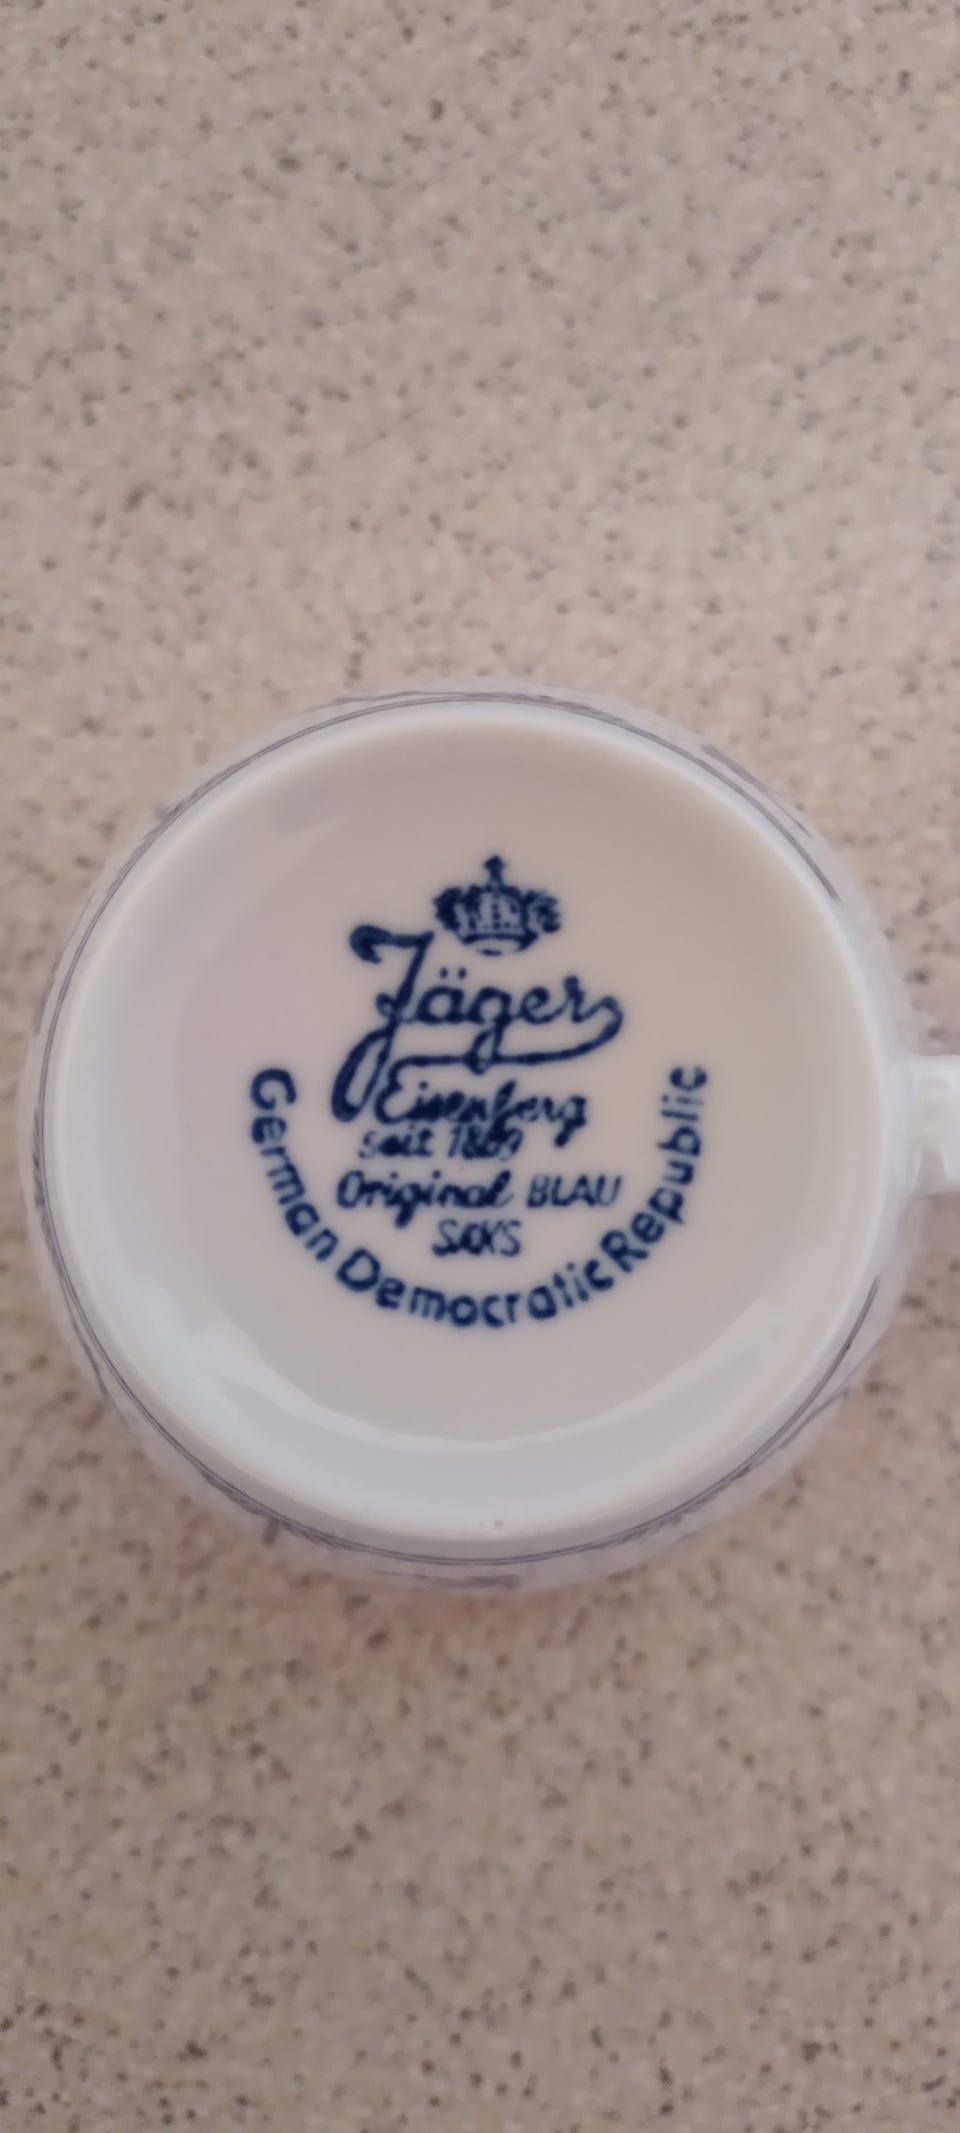 Jäger
Eisenberg
seit 1869
Original BLAU
SAXS
German Democratic Republic